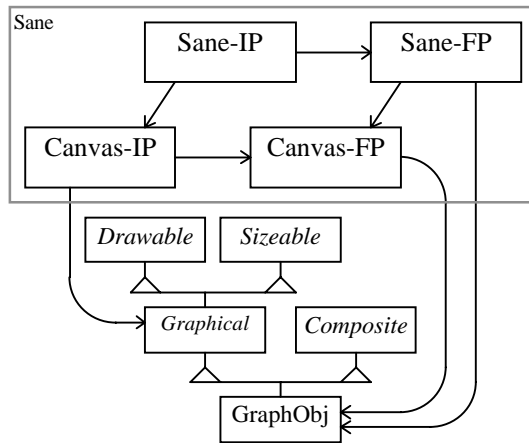 Sane
Sane-IP
Sane-FP
Canvas-IP
Canvas-FP
Drawable
Sizeable
Graphical
Composite
GraphObj